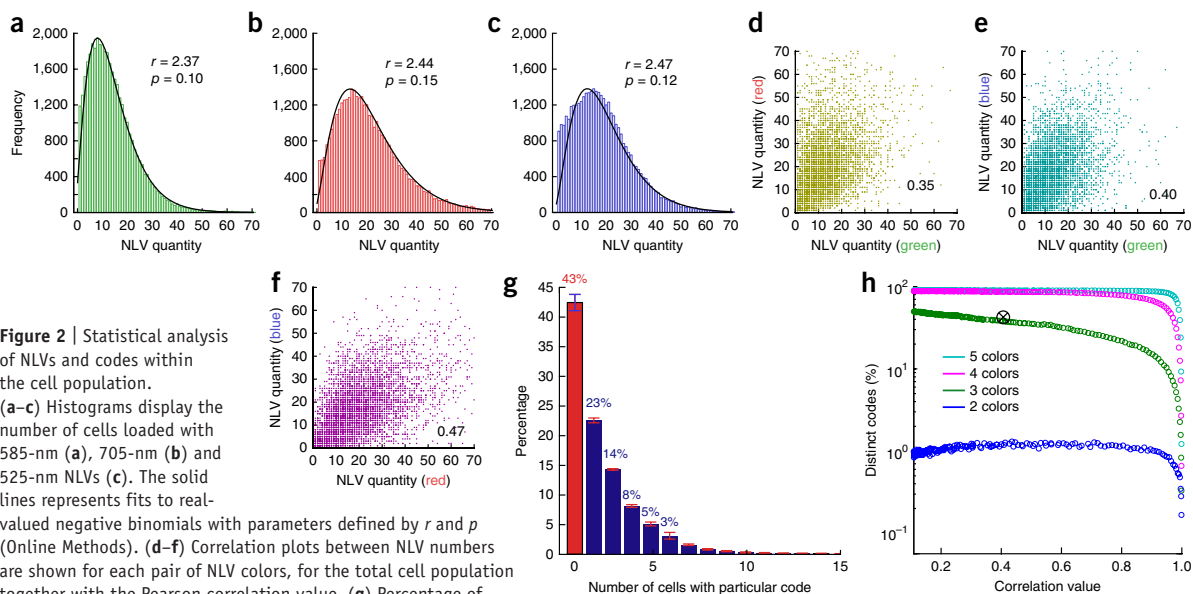 a
2,000
1,600
1,200
800
400
0
Frequency
r = 2.37
p = 0.10
0 10 20 30 40 50 60 70
NLV quantity
b
2,000
1,600
1,200
800
400
0
r = 2.44
p = 0.15
0 10 20 30 40 50 60 70
NLV quantity
c
2,000
1,600
1,200
800
400
0
r = 2.47
p = 0.12
0 10 20 30 40 50 60 70
NLV quantity
d
70
60
50
40
30
20
10
0
NLV quantity (red)
0.35
0 10 20 30 40 50 60 70
NLV quantity (green)
e
70
60
50
40
30
20
10
0
NLV quantity (blue)
0.40
0 10 20 30 40 50 60 70
NLV quantity (green)
f
70
60
50
40
30
20
10
0
NLV quantity (blue)
0.47
0 10 20 30 40 50 60 70
NLV quantity (red)
g
45
40
35
30
25
20
15
10
5
0
Percentage
43%
23%
14%
8%
5%
3%
0 5 10 15
Number of cells with particular code
h
10²
10¹
10⁰
10⁻¹
Distinct codes (%)
5 colors
4 colors
3 colors
2 colors
0.2 0.4 0.6 0.8 1.0
Correlation value
Figure 2 | Statistical analysis
of NLVs and codes within
the cell population.
(a–c) Histograms display the
number of cells loaded with
585-nm (a), 705-nm (b) and
525-nm NLVs (c). The solid
lines represents fits to real-
valued negative binomials with parameters defined by r and p
(Online Methods). (d–f) Correlation plots between NLV numbers
are shown for each pair of NLV colors, for the total cell population
together with the Pearson correlation value. (g) Percentage of